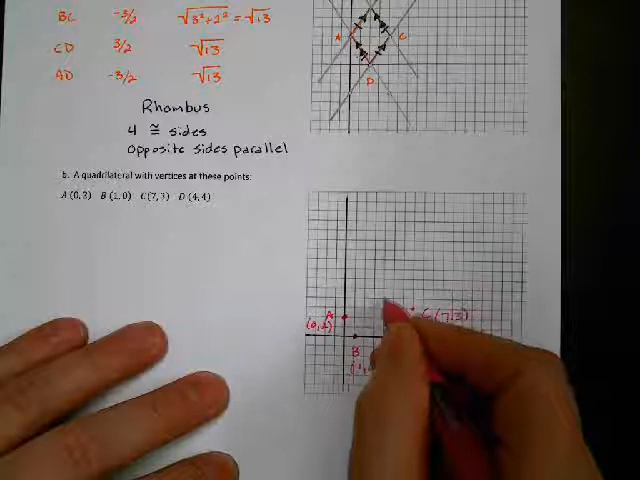 BC -3/2 √3²+2² = √13
A C
CD 3/2 √13
D
AD -3/2 √13
Rhombus
4 ≅ sides
opposite sides parallel
b. A quadrilateral with vertices at these points:
A (0,2) B (1,0) C(7,3) D (4,4)
A C(7,3)
(0,2)
B